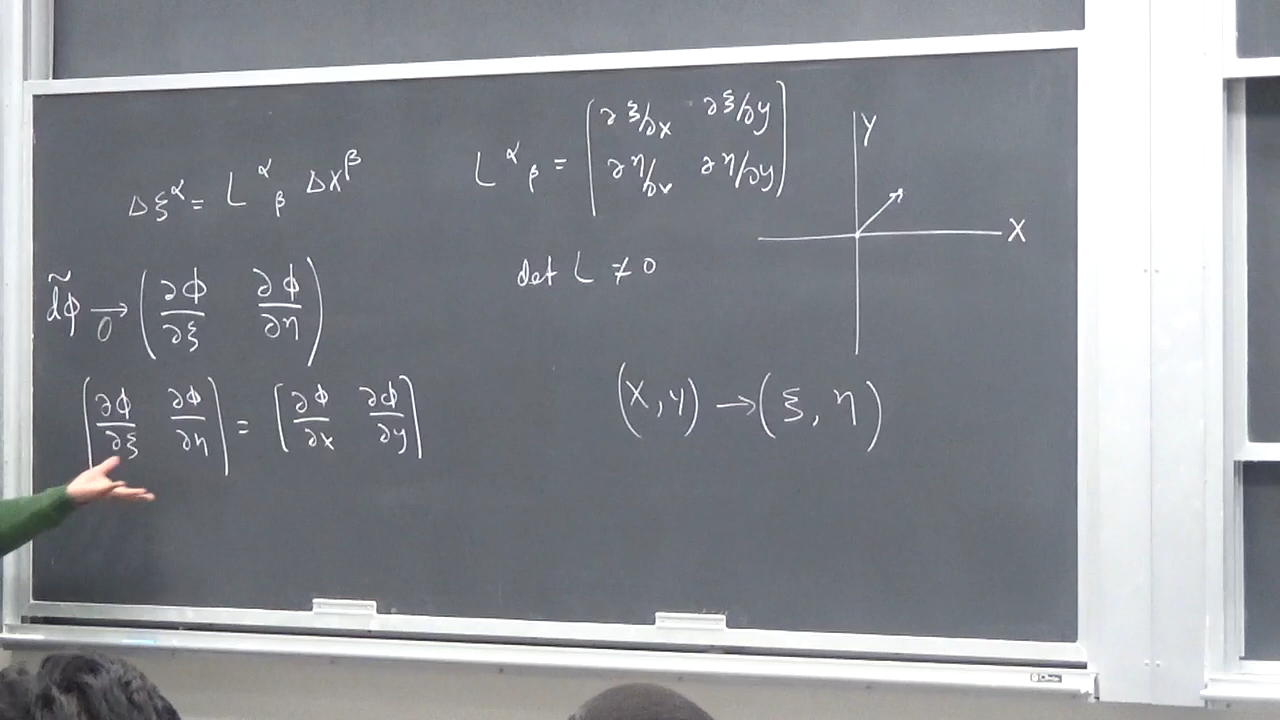 Δξ^α = L^α_β Δx^β
L^α_β = ( ∂ξ/∂x ∂ξ/∂y
∂η/∂x ∂η/∂y )
Y
X
det L ≠ 0
d̃ϕ →_O ( ∂ϕ/∂ξ ∂ϕ/∂η )
( ∂ϕ/∂ξ ∂ϕ/∂η ) = [ ∂ϕ/∂x ∂ϕ/∂y ]
(x, y) → (ξ, η)